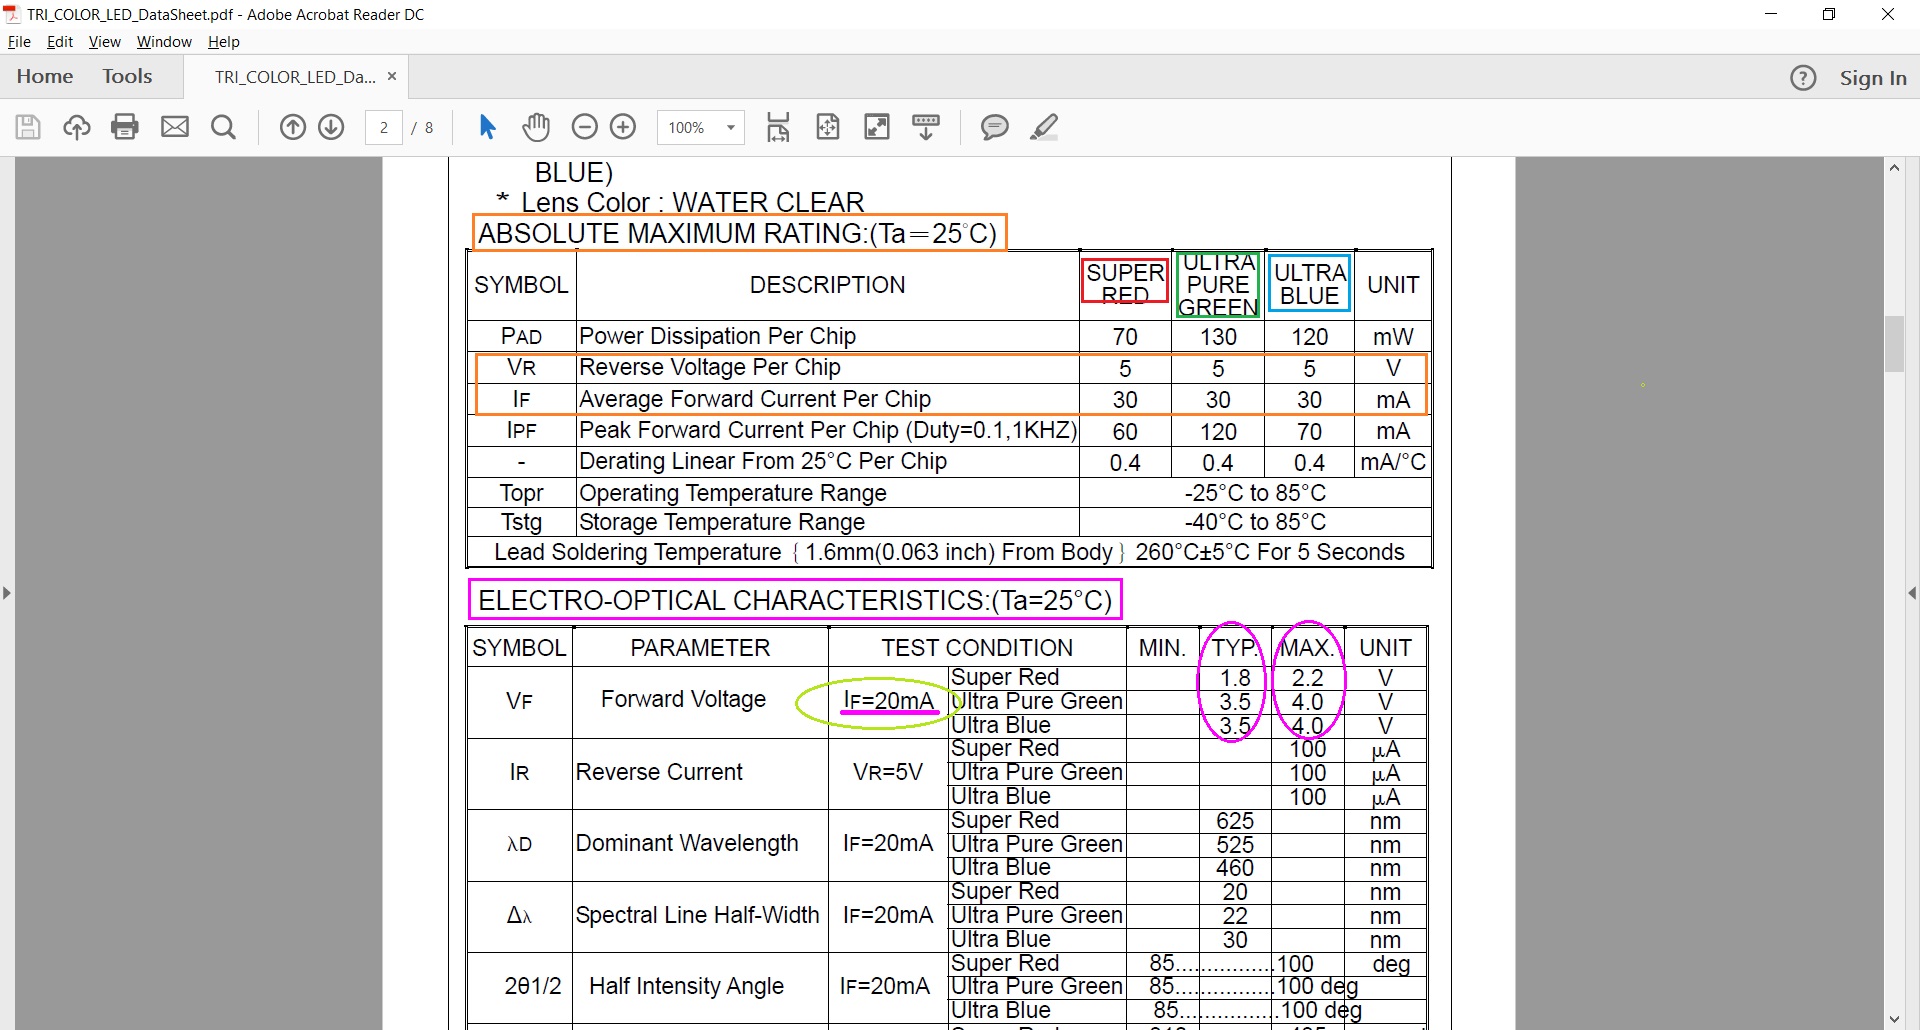 TRI_COLOR_LED_DataSheet.pdf - Adobe Acrobat Reader DC
File Edit View Window Help
Home Tools TRI_COLOR_LED_Da... × ? Sign In
2 / 8 100%
BLUE)
* Lens Color : WATER CLEAR
ABSOLUTE MAXIMUM RATING:(Ta=25°C)
SYMBOL DESCRIPTION SUPER RED ULTRA PURE GREEN ULTRA BLUE UNIT
PAD Power Dissipation Per Chip 70 130 120 mW
VR Reverse Voltage Per Chip 5 5 5 V
IF Average Forward Current Per Chip 30 30 30 mA
IPF Peak Forward Current Per Chip (Duty=0.1,1KHZ) 60 120 70 mA
- Derating Linear From 25°C Per Chip 0.4 0.4 0.4 mA/°C
Topr Operating Temperature Range -25°C to 85°C
Tstg Storage Temperature Range -40°C to 85°C
Lead Soldering Temperature { 1.6mm(0.063 inch) From Body } 260°C±5°C For 5 Seconds
ELECTRO-OPTICAL CHARACTERISTICS:(Ta=25°C)
SYMBOL PARAMETER TEST CONDITION MIN. TYP. MAX. UNIT
VF Forward Voltage IF=20mA Super Red 1.8 2.2 V
Ultra Pure Green 3.5 4.0 V
Ultra Blue 3.5 4.0 V
IR Reverse Current VR=5V Super Red 100 μA
Ultra Pure Green 100 μA
Ultra Blue 100 μA
λD Dominant Wavelength IF=20mA Super Red 625 nm
Ultra Pure Green 525 nm
Ultra Blue 460 nm
Δλ Spectral Line Half-Width IF=20mA Super Red 20 nm
Ultra Pure Green 22 nm
Ultra Blue 30 nm
2θ1/2 Half Intensity Angle IF=20mA Super Red 85................100 deg
Ultra Pure Green 85................100 deg
Ultra Blue 85................100 deg